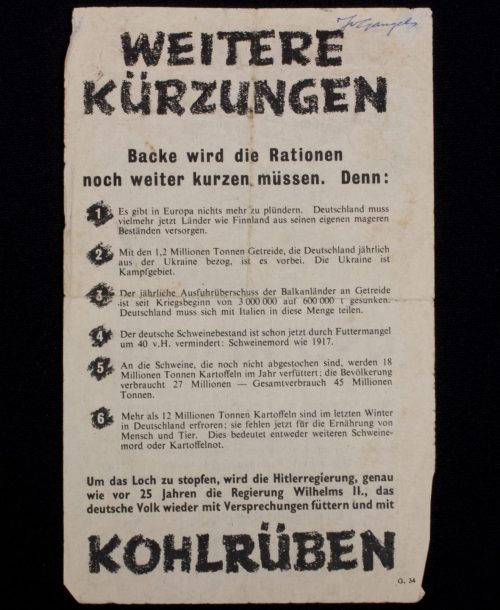 WEITERE
KÜRZUNGEN
Backe wird die Rationen
noch weiter kurzen müssen. Denn:
1 Es gibt in Europa nichts mehr zu plündern. Deutschland muss
vielmehr jetzt Länder wie Finnland aus seinen eigenen mageren
Beständen versorgen.
2 Mit den 1,2 Millionen Tonnen Getreide, die Deutschland jährlich
aus der Ukraine bezog, ist es vorbei. Die Ukraine ist
Kampfgebiet.
3 Der jährliche Ausfuhrüberschuss der Balkanländer an Getreide
ist seit Kriegsbeginn von 3 000 000 auf 600 000 t gesunken.
Deutschland muss sich mit Italien in diese Menge teilen.
4 Der deutsche Schweinebestand ist schon jetzt durch Futtermangel
um 40 v.H. vermindert: Schweinemord wie 1917.
5 An die Schweine, die noch nicht abgestochen sind, werden 18
Millionen Tonnen Kartoffeln im Jahr verfüttert; die Bevölkerung
verbraucht 27 Millionen — Gesamtverbrauch 45 Millionen
Tonnen.
6 Mehr als 12 Millionen Tonnen Kartoffeln sind im letzten Winter
in Deutschland erfroren; sie fehlen jetzt für die Ernährung von
Mensch und Tier. Dies bedeutet entweder weiteren Schweine-
mord oder Kartoffelnot.
Um das Loch zu stopfen, wird die Hitlerregierung, genau
wie vor 25 Jahren die Regierung Wilhelms II., das
deutsche Volk wieder mit Versprechungen füttern und mit
KOHLRÜBEN
G. 34